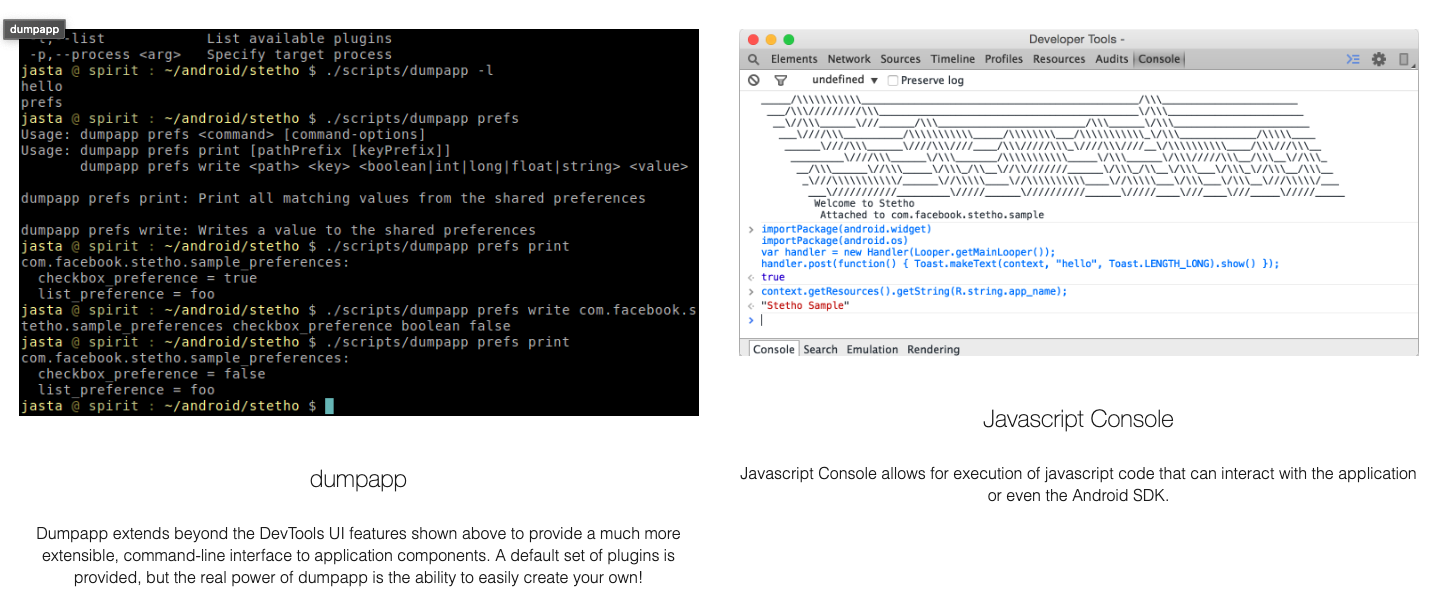 dumpapp
-l,--list            List available plugins
-p,--process <arg>   Specify target process
jasta @ spirit : ~/android/stetho $ ./scripts/dumpapp -l
hello
prefs
jasta @ spirit : ~/android/stetho $ ./scripts/dumpapp prefs
Usage: dumpapp prefs <command> [command-options]
Usage: dumpapp prefs print [pathPrefix [keyPrefix]]
       dumpapp prefs write <path> <key> <boolean|int|long|float|string> <value>
dumpapp prefs print: Print all matching values from the shared preferences
dumpapp prefs write: Writes a value to the shared preferences
jasta @ spirit : ~/android/stetho $ ./scripts/dumpapp prefs print
com.facebook.stetho.sample_preferences:
  checkbox_preference = true
  list_preference = foo
jasta @ spirit : ~/android/stetho $ ./scripts/dumpapp prefs write com.facebook.s
tetho.sample_preferences checkbox_preference boolean false
jasta @ spirit : ~/android/stetho $ ./scripts/dumpapp prefs print
com.facebook.stetho.sample_preferences:
  checkbox_preference = false
  list_preference = foo
jasta @ spirit : ~/android/stetho $
dumpapp
Dumpapp extends beyond the DevTools UI features shown above to provide a much more
extensible, command-line interface to application components. A default set of plugins is
provided, but the real power of dumpapp is the ability to easily create your own!
Developer Tools -
Elements Network Sources Timeline Profiles Resources Audits Console
undefined ▼ Preserve log
Welcome to Stetho
Attached to com.facebook.stetho.sample
importPackage(android.widget)
importPackage(android.os)
var handler = new Handler(Looper.getMainLooper());
handler.post(function() { Toast.makeText(context, "hello", Toast.LENGTH_LONG).show() });
true
context.getResources().getString(R.string.app_name);
"Stetho Sample"
Console Search Emulation Rendering
Javascript Console
Javascript Console allows for execution of javascript code that can interact with the application
or even the Android SDK.